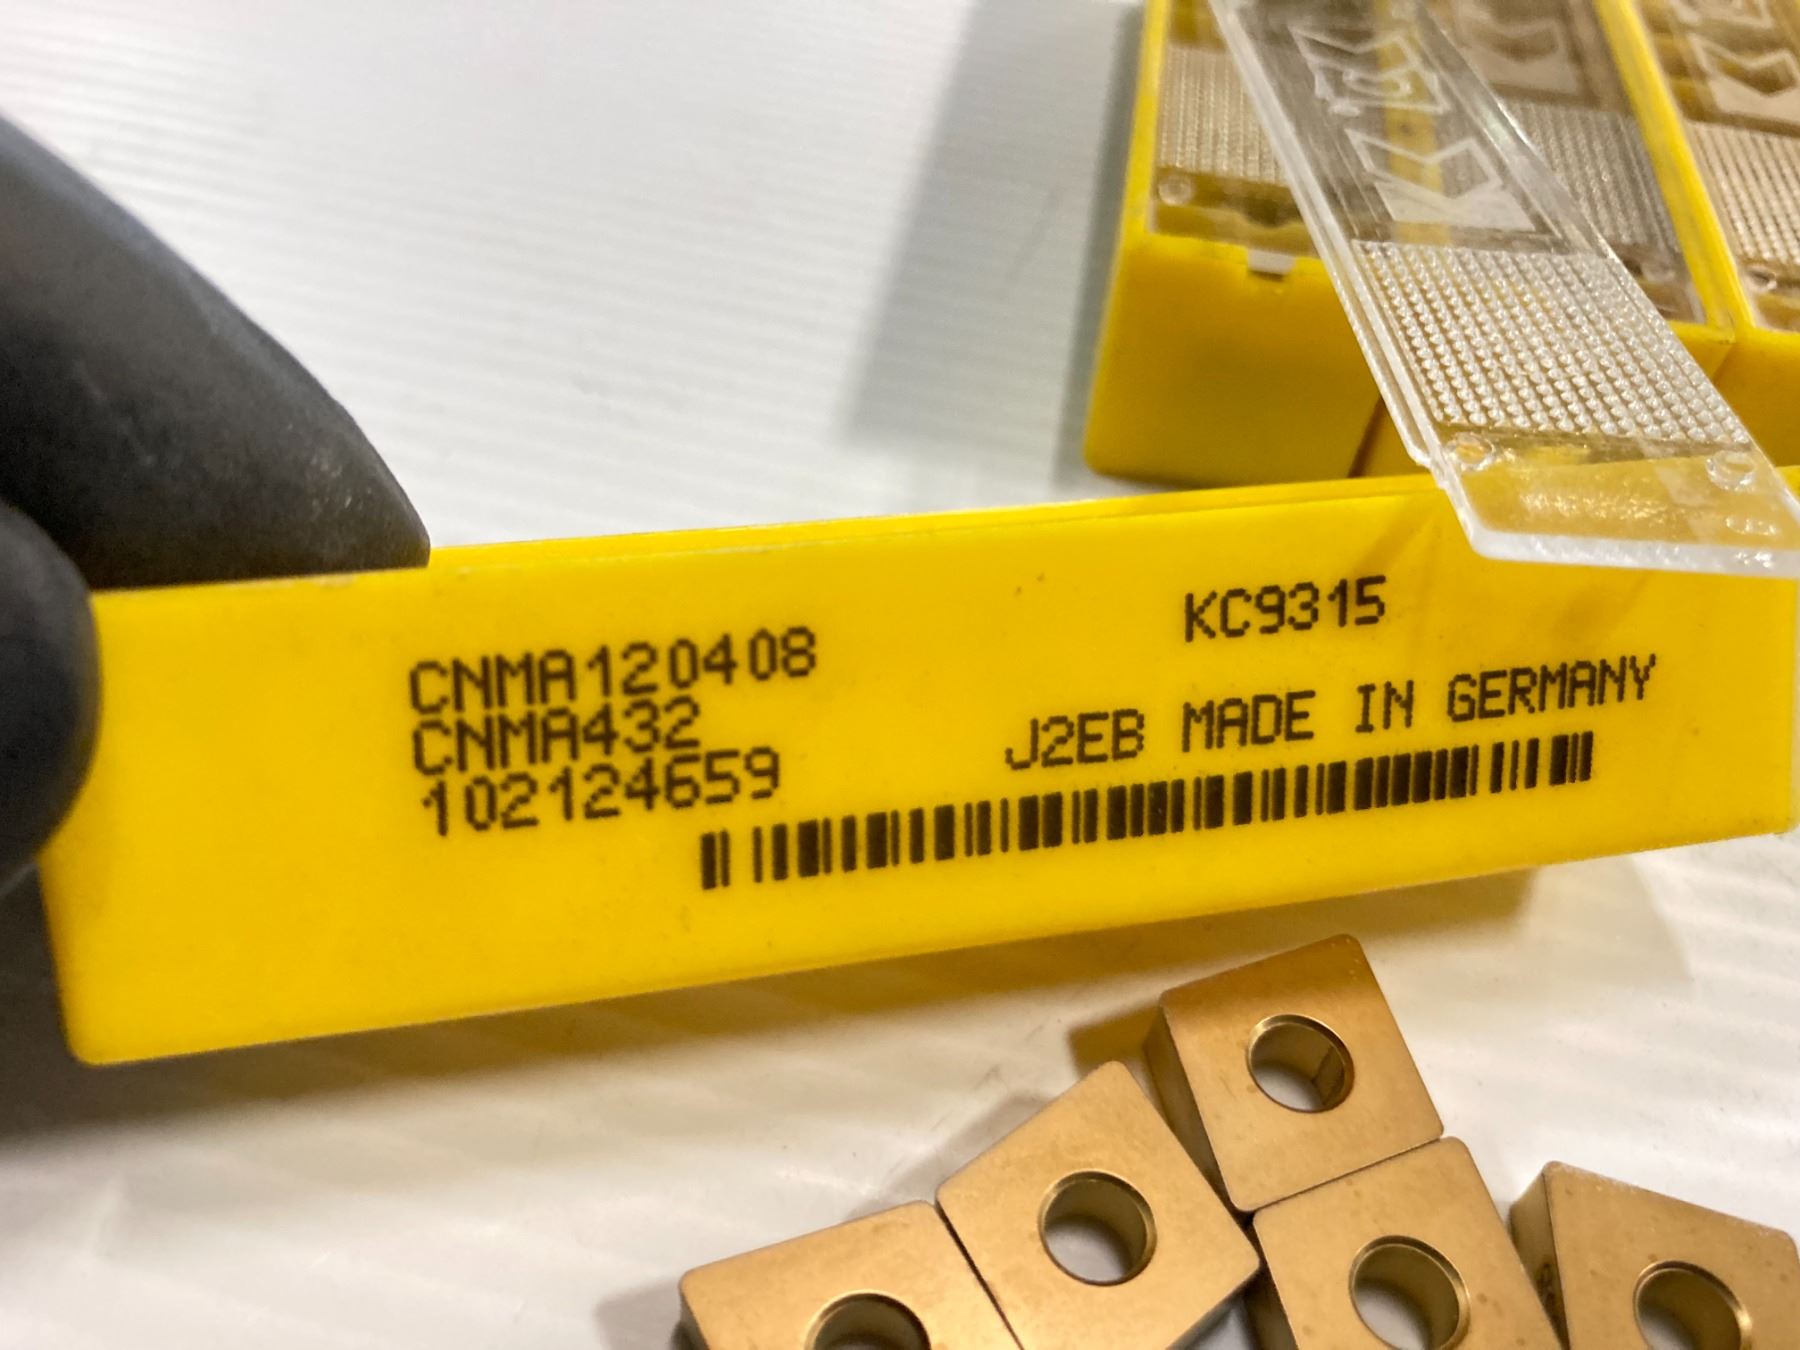 CNMA120408
KC9315
CNMA432
J2EB MADE IN GERMANY
102124659